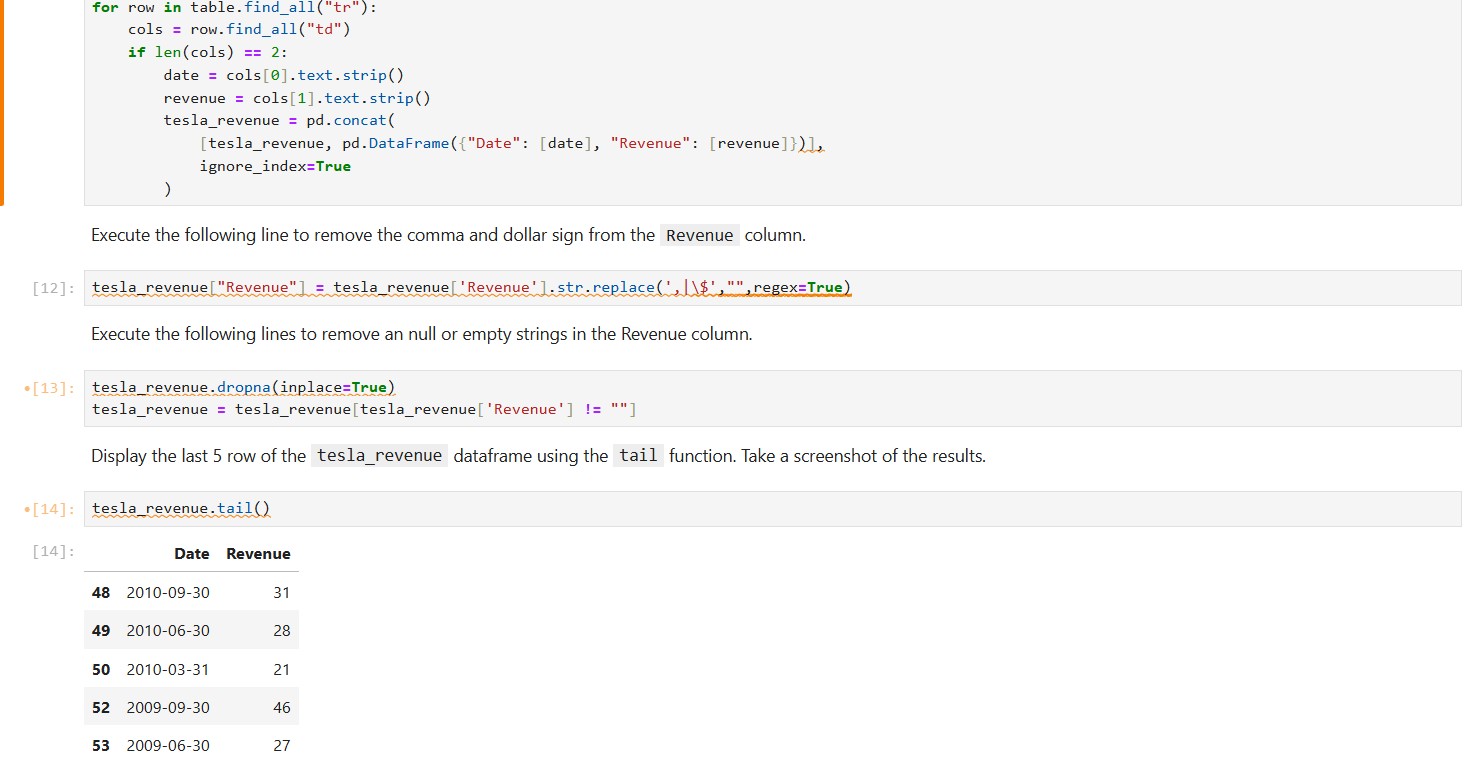 for row in table.find_all("tr"):
    cols = row.find_all("td")
    if len(cols) == 2:
        date = cols[0].text.strip()
        revenue = cols[1].text.strip()
        tesla_revenue = pd.concat(
            [tesla_revenue, pd.DataFrame({"Date": [date], "Revenue": [revenue]})],
            ignore_index=True
        )
Execute the following line to remove the comma and dollar sign from the Revenue column.
[12]: tesla_revenue["Revenue"] = tesla_revenue['Revenue'].str.replace(',|\$',"",regex=True)
Execute the following lines to remove an null or empty strings in the Revenue column.
•[13]: tesla_revenue.dropna(inplace=True)
tesla_revenue = tesla_revenue[tesla_revenue['Revenue'] != ""]
Display the last 5 row of the tesla_revenue dataframe using the tail function. Take a screenshot of the results.
•[14]: tesla_revenue.tail()
[14]: Date Revenue
48 2010-09-30 31
49 2010-06-30 28
50 2010-03-31 21
52 2009-09-30 46
53 2009-06-30 27